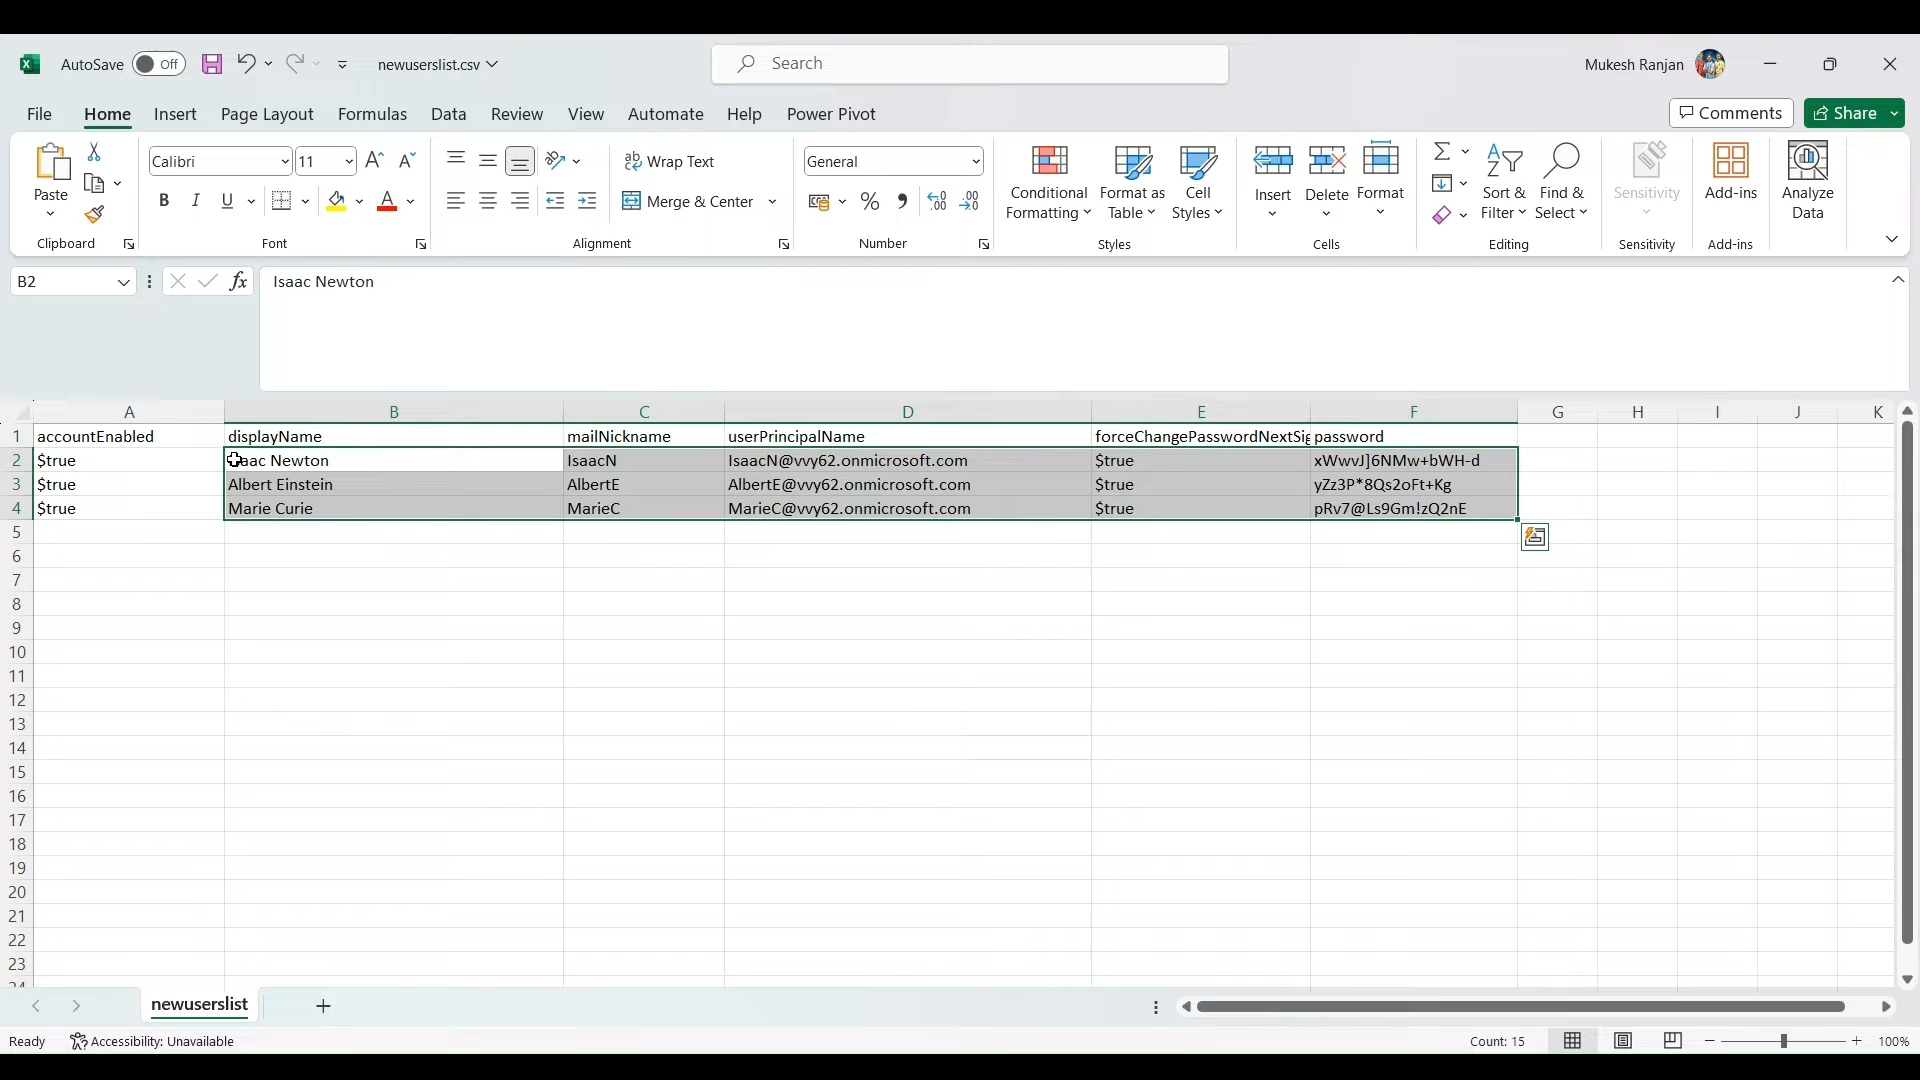 AutoSave Off newuserslist.csv Search Mukesh Ranjan
File Home Insert Page Layout Formulas Data Review View Automate Help Power Pivot Comments Share
Paste Calibri 11 Wrap Text General Conditional Formatting Format as Table Cell Styles Insert Delete Format Sort & Filter Find & Select Sensitivity Add-ins Analyze Data
B I U A Merge & Center % .00
Clipboard Font Alignment Number Styles Cells Editing Sensitivity Add-ins
B2 fx Isaac Newton
A B C D E F G H I J K
1 accountEnabled displayName mailNickname userPrincipalName forceChangePasswordNextSig password
2 $true Isaac Newton IsaacN IsaacN@vvy62.onmicrosoft.com $true xWwvJ]6NMw+bWH-d
3 $true Albert Einstein AlbertE AlbertE@vvy62.onmicrosoft.com $true yZz3P*8Qs2oFt+Kg
4 $true Marie Curie MarieC MarieC@vvy62.onmicrosoft.com $true pRv7@Ls9Gm!zQ2nE
5
6
7
8
9
10
11
12
13
14
15
16
17
18
19
20
21
22
23
24
newuserslist
Ready Accessibility: Unavailable Count: 15 100%